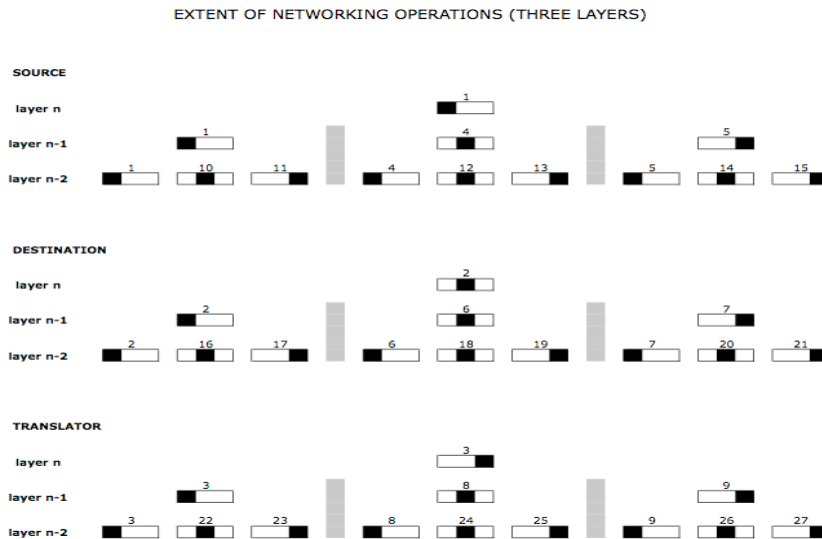 EXTENT OF NETWORKING OPERATIONS (THREE LAYERS)
SOURCE
layer n 1
layer n-1 1 4 5
layer n-2 1 10 11 4 12 13 5 14 15
DESTINATION
layer n 2
layer n-1 2 6 7
layer n-2 2 16 17 6 18 19 7 20 21
TRANSLATOR
layer n 3
layer n-1 3 8 9
layer n-2 3 22 23 8 24 25 9 26 27